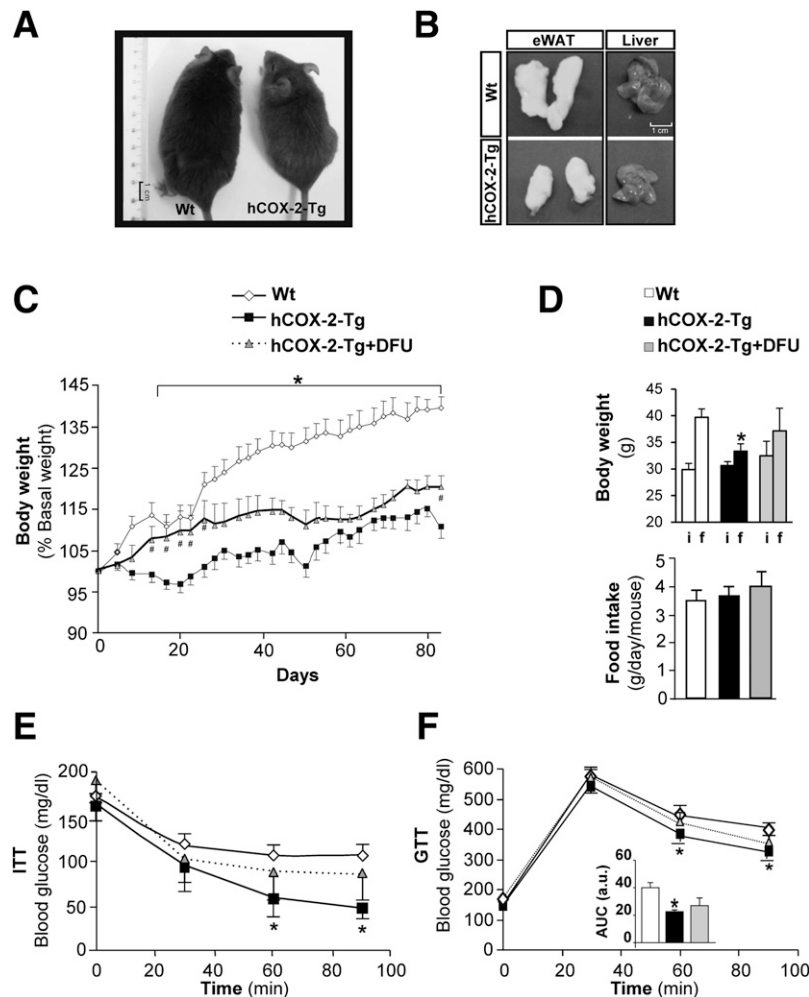 A
1 cm
Wt
hCOX-2-Tg
B
eWAT
Liver
Wt
1 cm
hCOX-2-Tg
C
Wt
hCOX-2-Tg
hCOX-2-Tg+DFU
*
Body weight
(% Basal weight)
145
135
125
115
105
95
90
# # # # # #
0 20 40 60 80
Days
D
Wt
hCOX-2-Tg
hCOX-2-Tg+DFU
Body weight
(g)
45
40
35
30
25
20
*
i f i f i f
Food intake
(g/day/mouse)
5
4
3
2
1
0
E
ITT
Blood glucose (mg/dl)
200
150
100
50
0
* *
0 20 40 60 80 100
Time (min)
F
GTT
Blood glucose (mg/dl)
600
500
400
300
200
100
0
* *
AUC (a.u.)
60
40
20
0
*
0 20 40 60 80 100
Time (min)